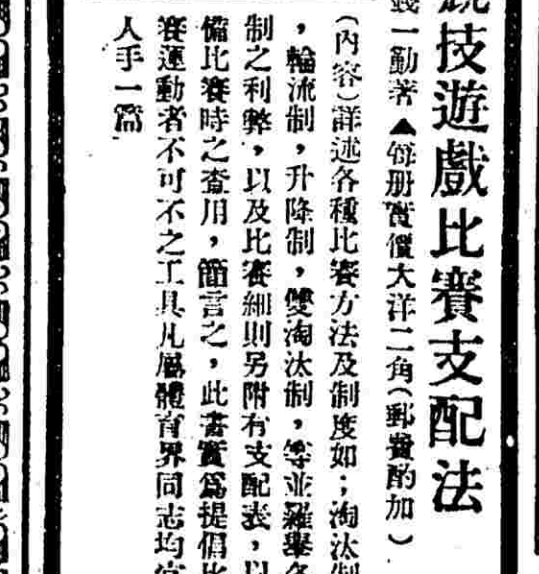 技遊戲比賽支配法
錢一勤著▲每册實價大洋二角(郵費酌加)
(內容)詳述各種比賽方法及制度如；淘汰制
，輪流制，升降制，雙淘汰制，等並羅舉各
制之利弊，以及比賽細則另附有支配表，以
備比賽時之查用，簡言之，此書實爲提倡比
賽運動者不可不之工具凡屬體育界同志均宜
人手一篇